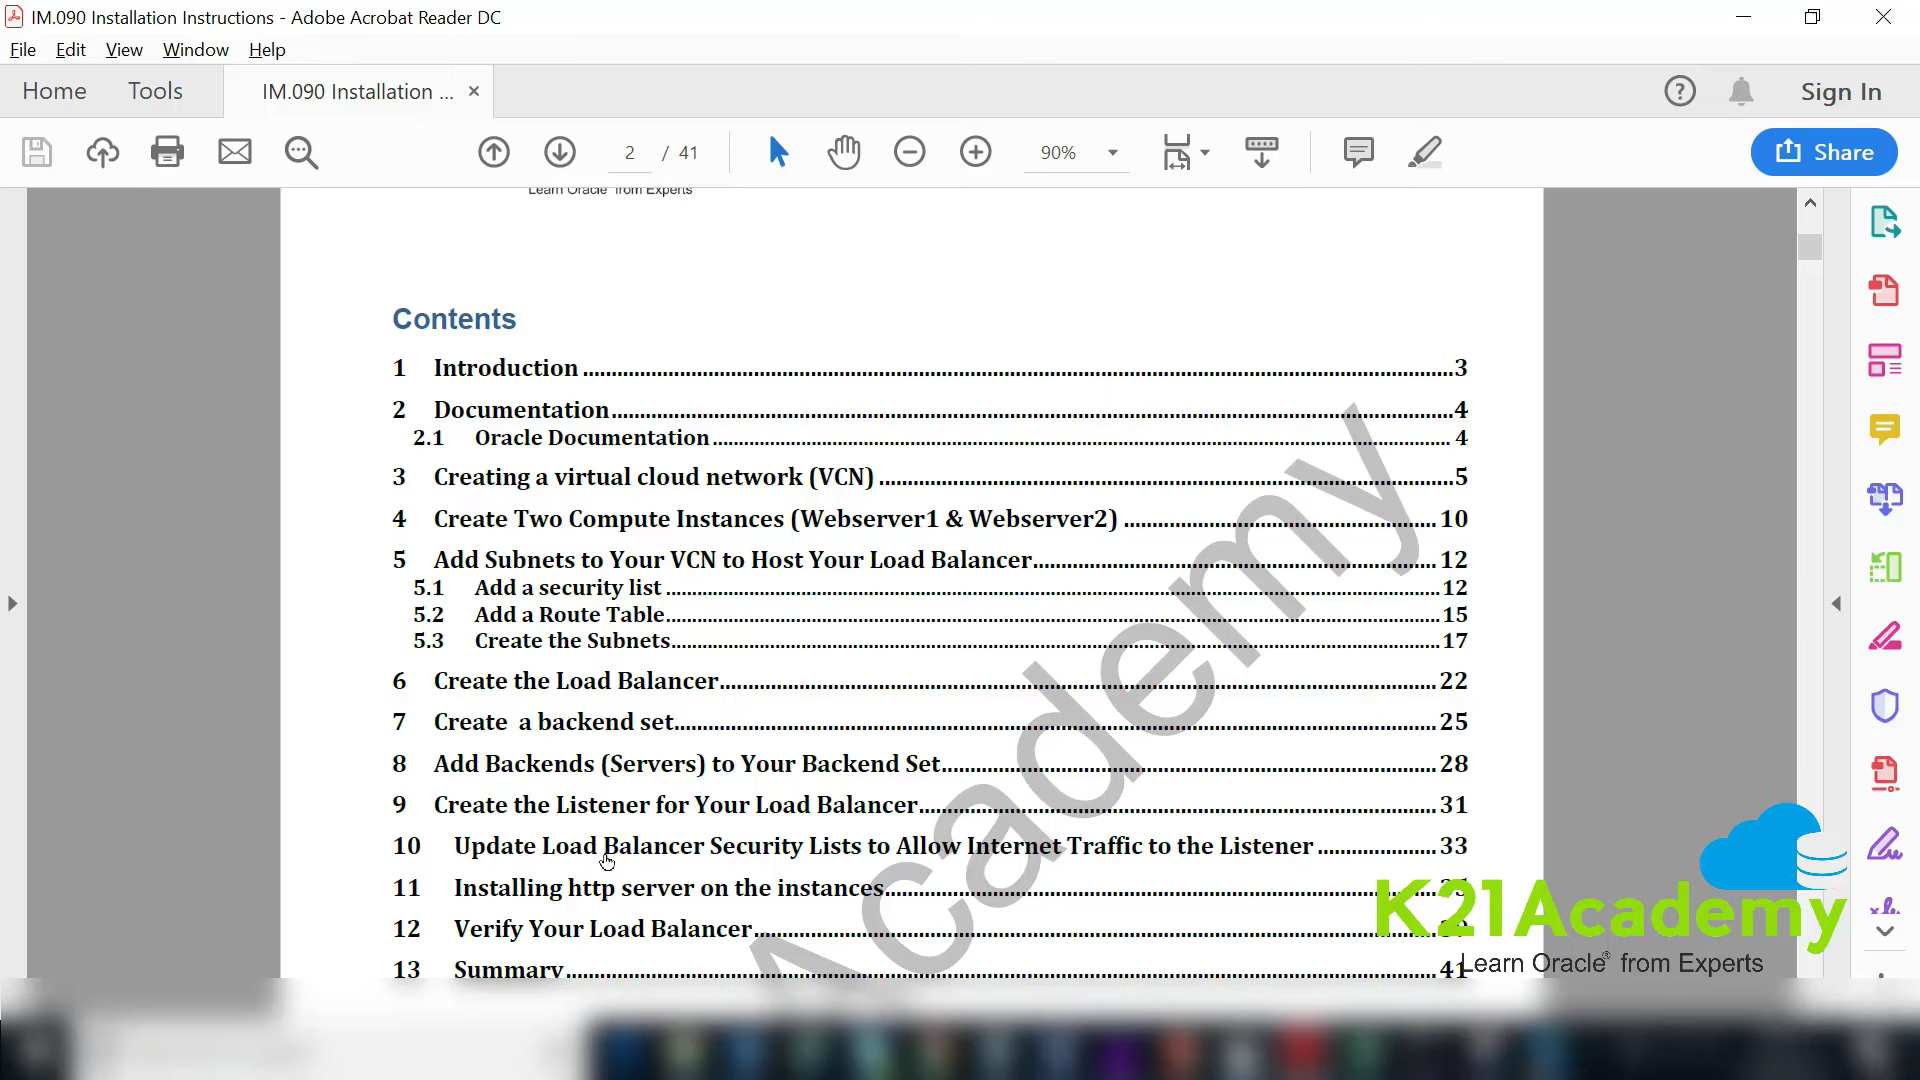 IM.090 Installation Instructions - Adobe Acrobat Reader DC
File Edit View Window Help
Home Tools IM.090 Installation ... × Sign In
2 / 41 90% Share
Learn Oracle from Experts
Contents
1 Introduction 3
2 Documentation 4
2.1 Oracle Documentation 4
3 Creating a virtual cloud network (VCN) 5
4 Create Two Compute Instances (Webserver1 & Webserver2) 10
5 Add Subnets to Your VCN to Host Your Load Balancer 12
5.1 Add a security list 12
5.2 Add a Route Table 15
5.3 Create the Subnets 17
6 Create the Load Balancer 22
7 Create a backend set 25
8 Add Backends (Servers) to Your Backend Set 28
9 Create the Listener for Your Load Balancer 31
10 Update Load Balancer Security Lists to Allow Internet Traffic to the Listener 33
11 Installing http server on the instances
12 Verify Your Load Balancer
13 Summary 41
Academy
K21Academy
Learn Oracle® from Experts